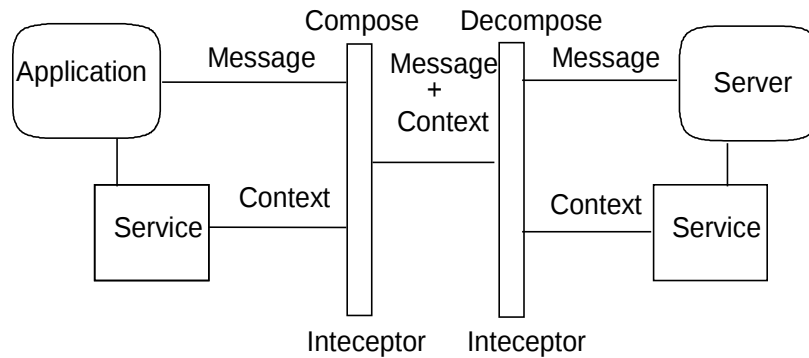 Compose
Decompose
Application
Message
Message
+
Context
Message
Server
Service
Context
Context
Service
Inteceptor
Inteceptor